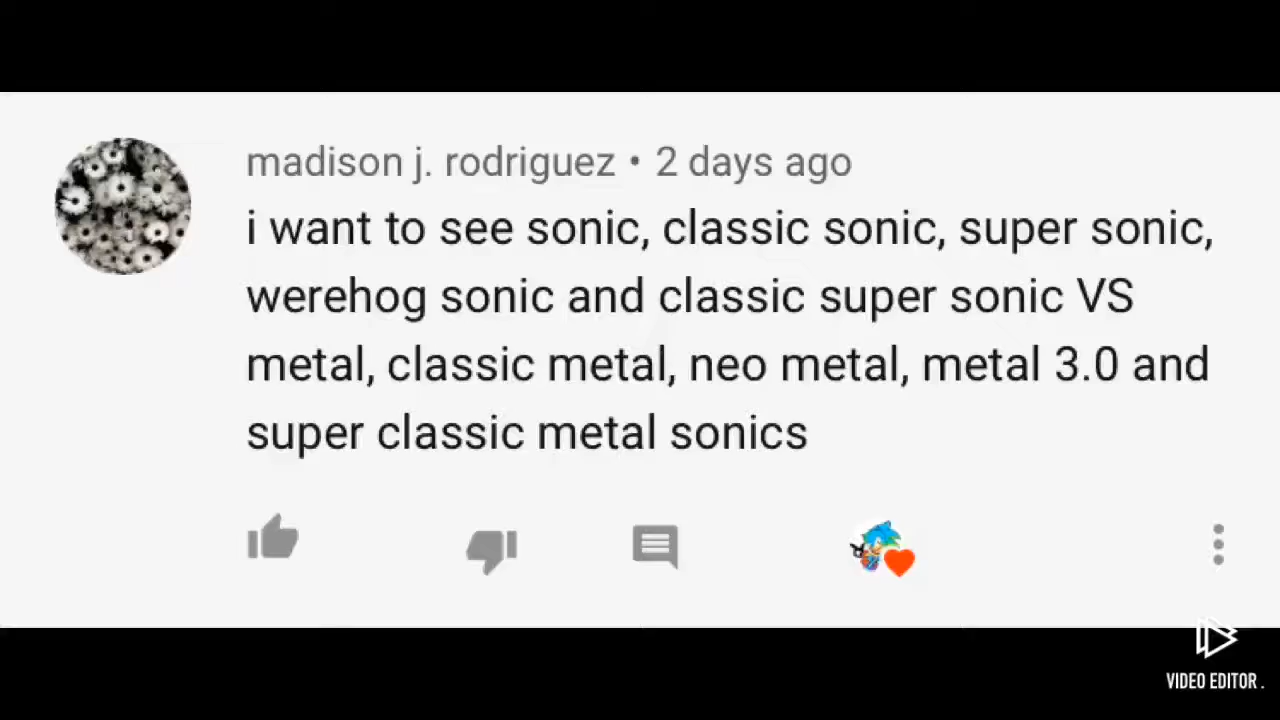 madison j. rodriguez • 2 days ago
i want to see sonic, classic sonic, super sonic,
werehog sonic and classic super sonic VS
metal, classic metal, neo metal, metal 3.0 and
super classic metal sonics
VIDEO EDITOR .